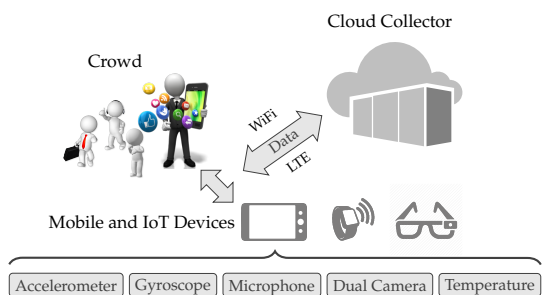 Cloud Collector
Crowd
WiFi
Data
LTE
Mobile and IoT Devices
Accelerometer Gyroscope Microphone Dual Camera Temperature